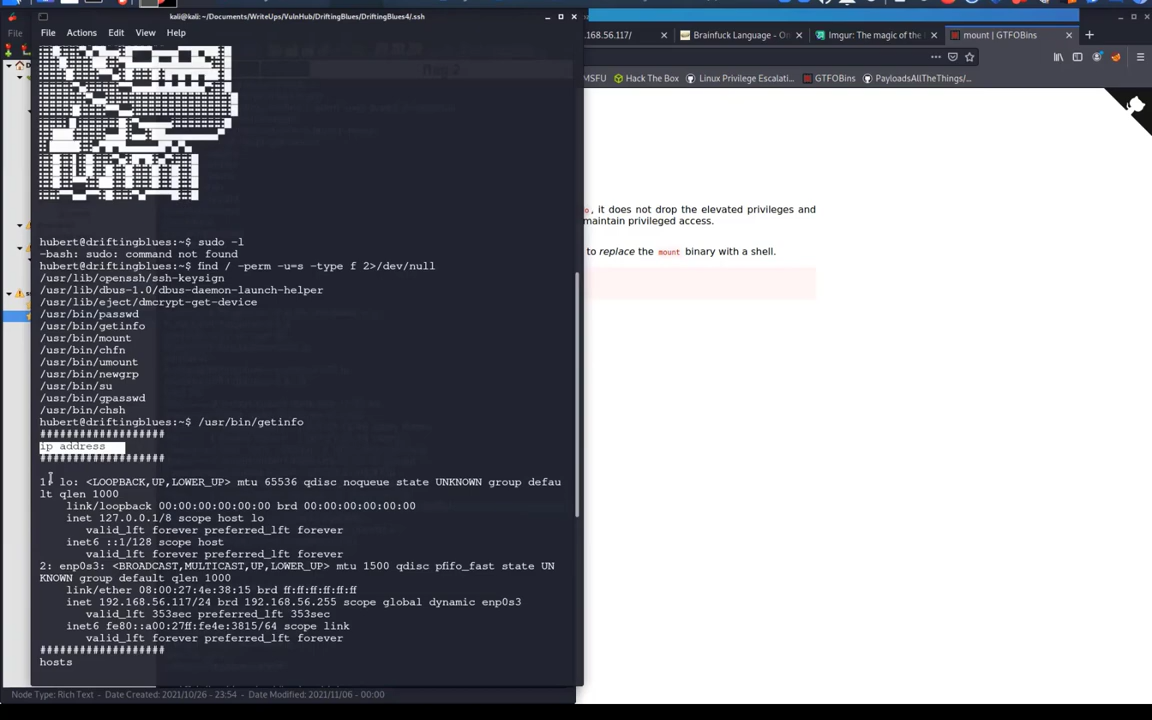 kali@kali: ~/Documents/WriteUps/VulnHub/DriftingBlues/DriftingBlues4/.ssh
File Actions Edit View Help
hubert@driftingblues:~$ sudo -l
-bash: sudo: command not found
hubert@driftingblues:~$ find / -perm -u=s -type f 2>/dev/null
/usr/lib/openssh/ssh-keysign
/usr/lib/dbus-1.0/dbus-daemon-launch-helper
/usr/lib/eject/dmcrypt-get-device
/usr/bin/passwd
/usr/bin/getinfo
/usr/bin/mount
/usr/bin/chfn
/usr/bin/umount
/usr/bin/newgrp
/usr/bin/su
/usr/bin/gpasswd
/usr/bin/chsh
hubert@driftingblues:~$ /usr/bin/getinfo
###################
ip address
###################
1: lo: <LOOPBACK,UP,LOWER_UP> mtu 65536 qdisc noqueue state UNKNOWN group defau
lt qlen 1000
link/loopback 00:00:00:00:00:00 brd 00:00:00:00:00:00
inet 127.0.0.1/8 scope host lo
valid_lft forever preferred_lft forever
inet6 ::1/128 scope host
valid_lft forever preferred_lft forever
2: enp0s3: <BROADCAST,MULTICAST,UP,LOWER_UP> mtu 1500 qdisc pfifo_fast state UN
KNOWN group default qlen 1000
link/ether 08:00:27:4e:38:15 brd ff:ff:ff:ff:ff:ff
inet 192.168.56.117/24 brd 192.168.56.255 scope global dynamic enp0s3
valid_lft 353sec preferred_lft 353sec
inet6 fe80::a00:27ff:fe4e:3815/64 scope link
valid_lft forever preferred_lft forever
###################
hosts
Node Type: Rich Text - Date Created: 2021/10/26 - 23:54 - Date Modified: 2021/11/06 - 00:00
File
.168.56.117/
Brainfuck Language - On
Imgur: The magic of the I
mount | GTFOBins
MSFU
Hack The Box
Linux Privilege Escalati...
GTFOBins
PayloadsAllTheThings/...
, it does not drop the elevated privileges and
maintain privileged access.
to replace the mount binary with a shell.